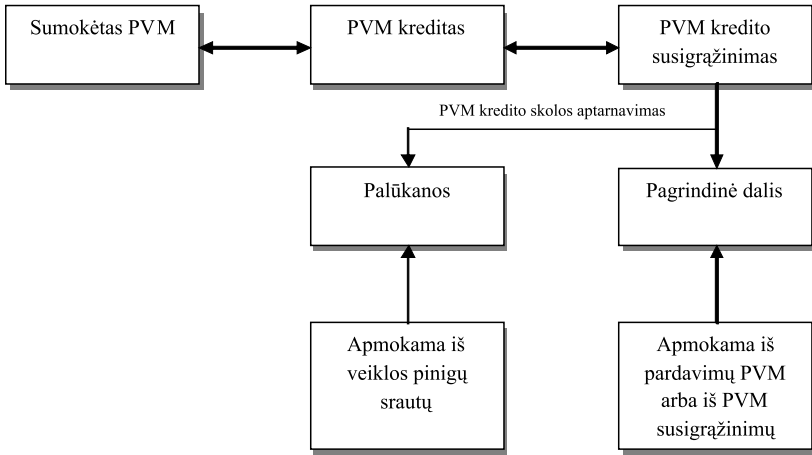 Sumokėtas PVM
PVM kreditas
PVM kredito
susigrąžinimas
PVM kredito skolos aptarnavimas
Palūkanos
Pagrindinė dalis
Apmokama iš
veiklos pinigų
srautų
Apmokama iš
pardavimų PVM
arba iš PVM
susigrąžinimų